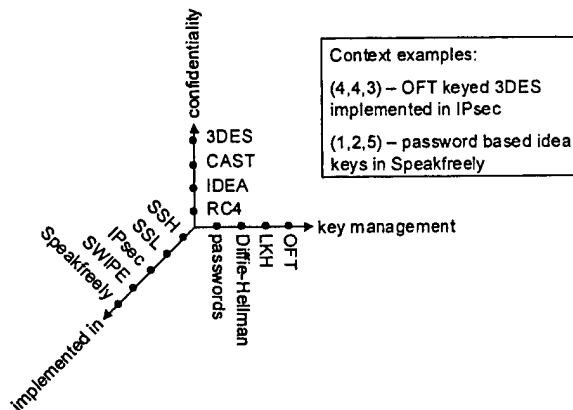 confidentiality
3DES
CAST
IDEA
RC4
key management
passwords
Diffie-Hellman
LKH
OFT
SSH
SSL
IPsec
SWIPE
Speakfreely
implemented in
Context examples:
(4,4,3) – OFT keyed 3DES
implemented in IPsec
(1,2,5) – password based idea
keys in Speakfreely